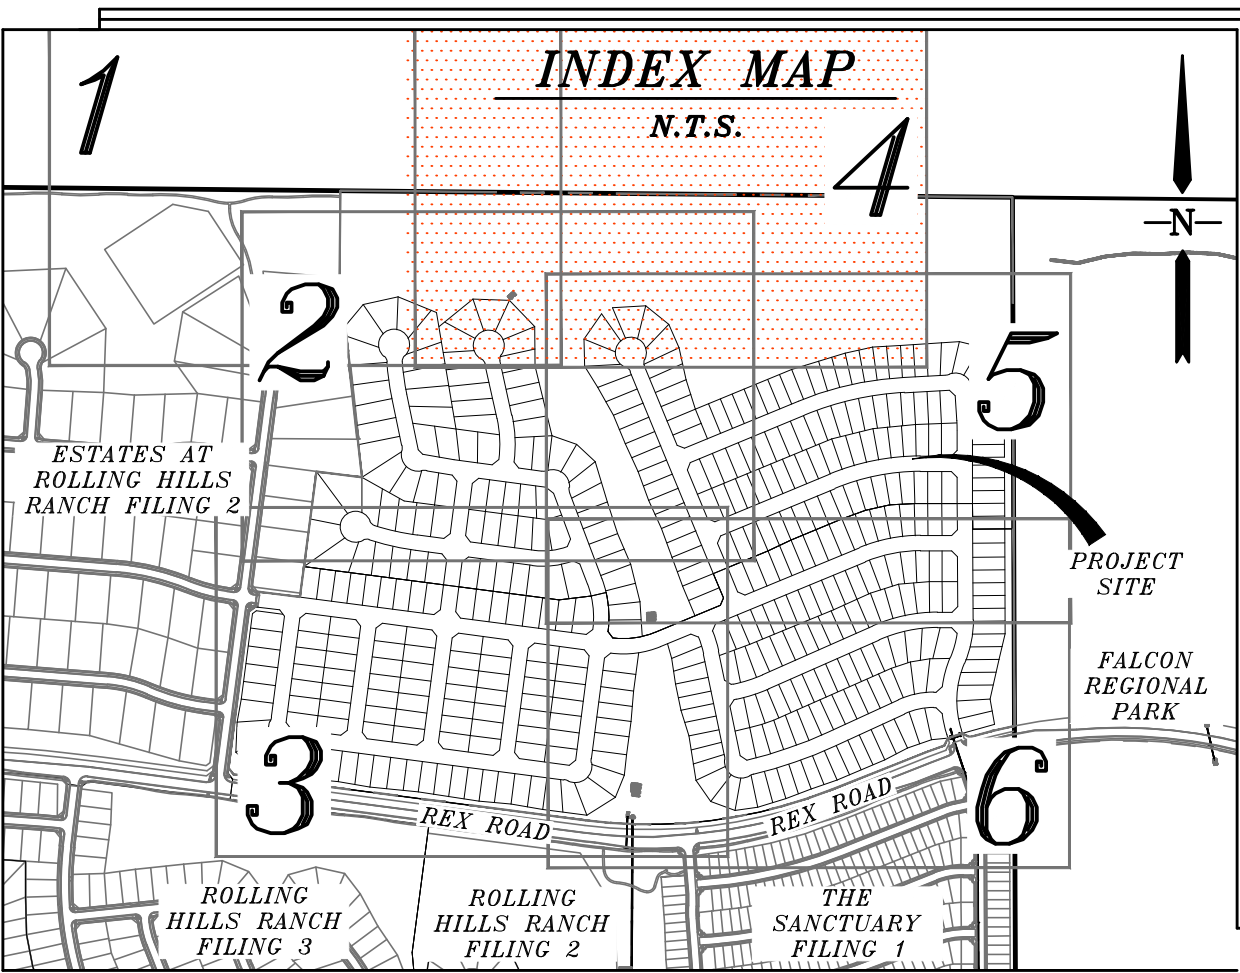 1
INDEX MAP
N.T.S.
4
N
2
5
ESTATES AT
ROLLING HILLS
RANCH FILING 2
PROJECT
SITE
FALCON
REGIONAL
PARK
3
6
REX ROAD
REX ROAD
ROLLING
HILLS RANCH
FILING 3
ROLLING
HILLS RANCH
FILING 2
THE
SANCTUARY
FILING 1